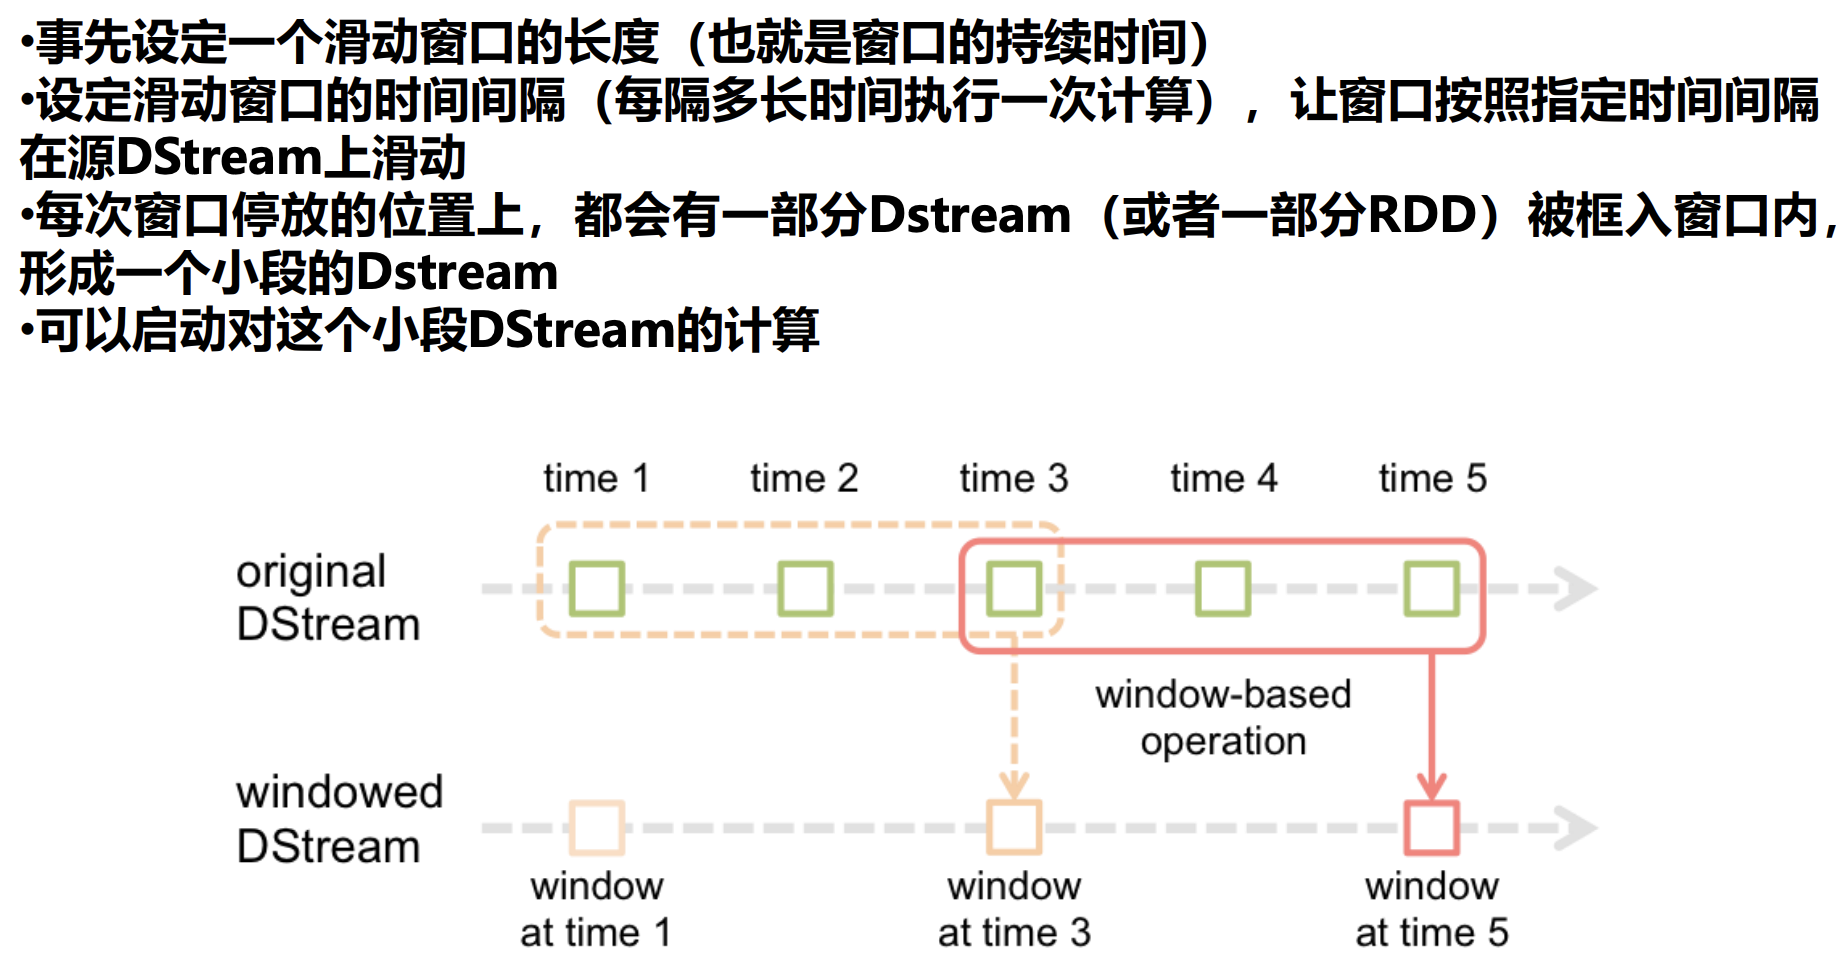 •事先设定一个滑动窗口的长度（也就是窗口的持续时间）
•设定滑动窗口的时间间隔（每隔多长时间执行一次计算），让窗口按照指定时间间隔
在源DStream上滑动
•每次窗口停放的位置上，都会有一部分Dstream（或者一部分RDD）被框入窗口内，
形成一个小段的Dstream
•可以启动对这个小段DStream的计算
time 1 time 2 time 3 time 4 time 5
original
DStream
window-based
operation
windowed
DStream
window
at time 1
window
at time 3
window
at time 5